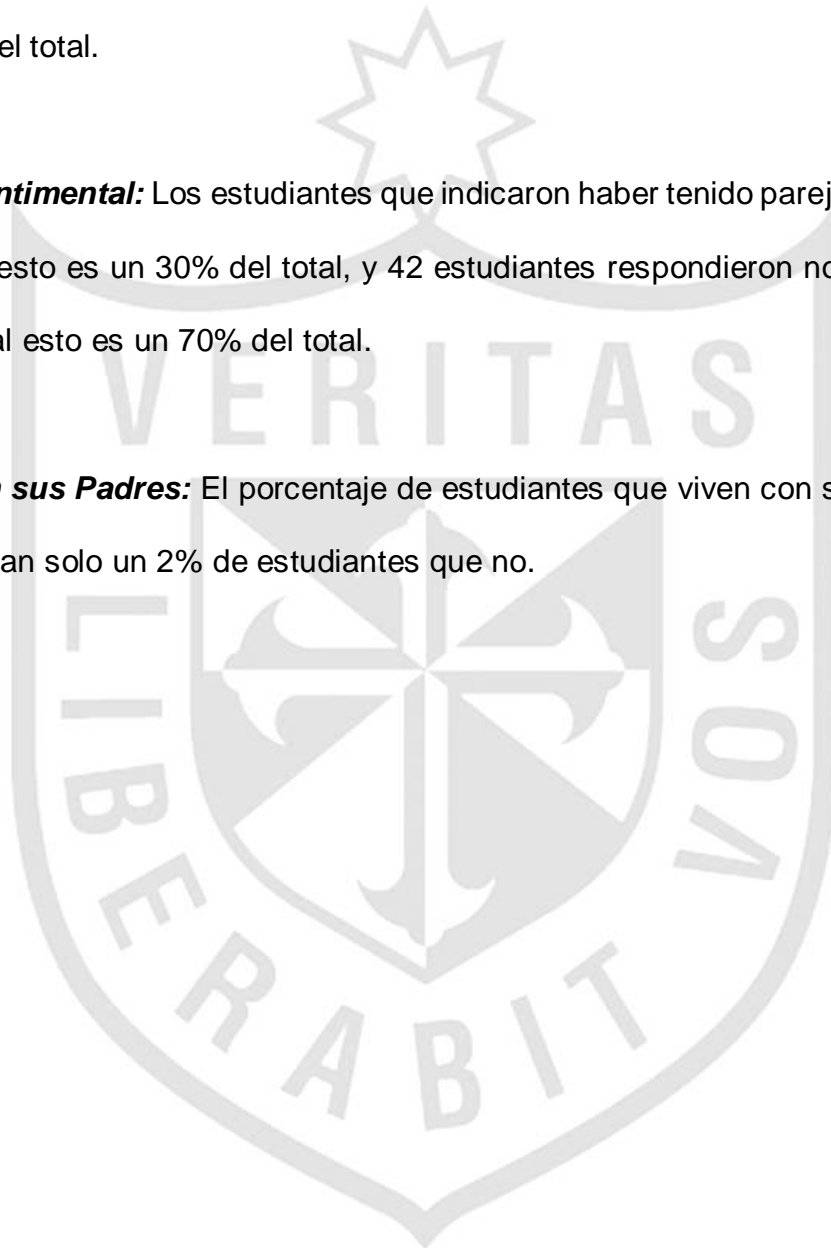 el total.
ntimental: Los estudiantes que indicaron haber tenido parej
esto es un 30% del total, y 42 estudiantes respondieron no
al esto es un 70% del total.
VERITAS
n sus Padres: El porcentaje de estudiantes que viven con s
an solo un 2% de estudiantes que no.
LIBERABIT
VOS